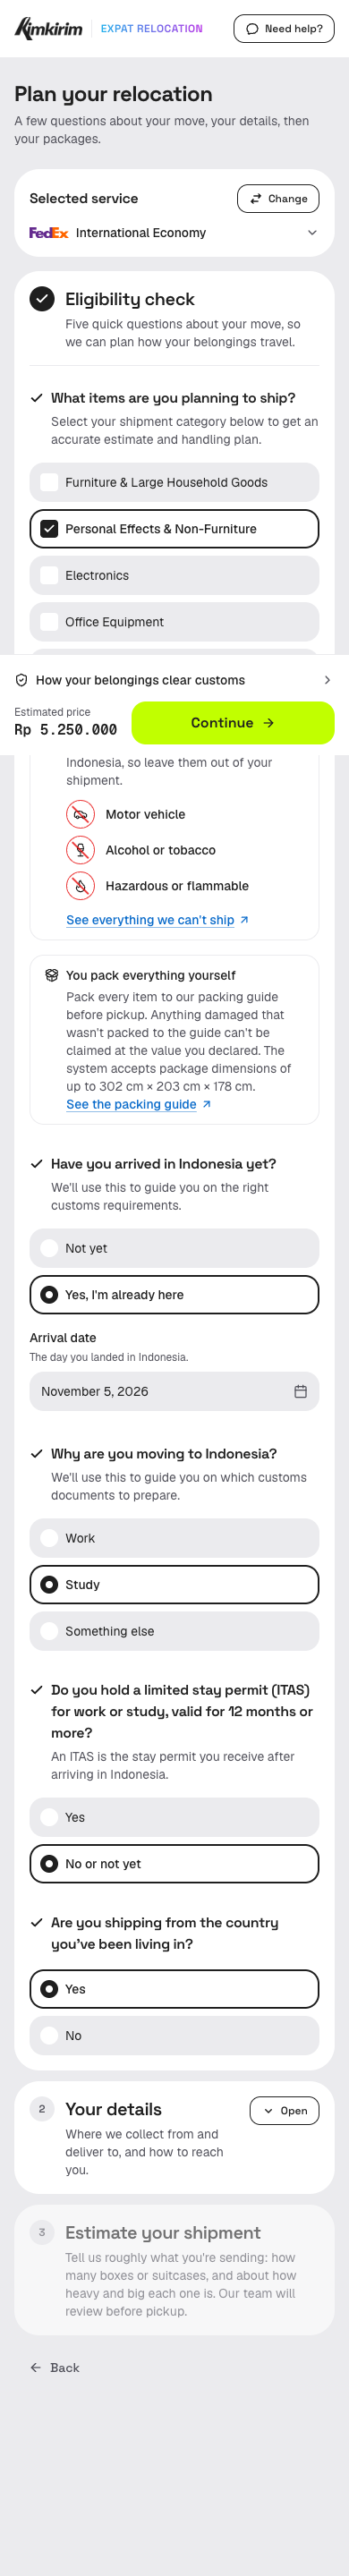 Kimkirim
EXPAT RELOCATION
Need help?
Plan your relocation
A few questions about your move, your details, then
your packages.
Selected service
Change
FedEx
International Economy
Eligibility check
Five quick questions about your move, so
we can plan how your belongings travel.
What items are you planning to ship?
Select your shipment category below to get an
accurate estimate and handling plan.
Furniture & Large Household Goods
Personal Effects & Non-Furniture
Electronics
Office Equipment
How your belongings clear customs
Estimated price
Rp 5.250.000
Continue
Indonesia, so leave them out of your
shipment.
Motor vehicle
Alcohol or tobacco
Hazardous or flammable
See everything we can't ship
You pack everything yourself
Pack every item to our packing guide
before pickup. Anything damaged that
wasn't packed to the guide can't be
claimed at the value you declared. The
system accepts package dimensions of
up to 302 cm × 203 cm × 178 cm.
See the packing guide
Have you arrived in Indonesia yet?
We'll use this to guide you on the right
customs requirements.
Not yet
Yes, I'm already here
Arrival date
The day you landed in Indonesia.
November 5, 2026
Why are you moving to Indonesia?
We'll use this to guide you on which customs
documents to prepare.
Work
Study
Something else
Do you hold a limited stay permit (ITAS)
for work or study, valid for 12 months or
more?
An ITAS is the stay permit you receive after
arriving in Indonesia.
Yes
No or not yet
Are you shipping from the country
you've been living in?
Yes
No
2
Your details
Open
Where we collect from and
deliver to, and how to reach
you.
3
Estimate your shipment
Tell us roughly what you're sending: how
many boxes or suitcases, and about how
heavy and big each one is. Our team will
review before pickup.
Back